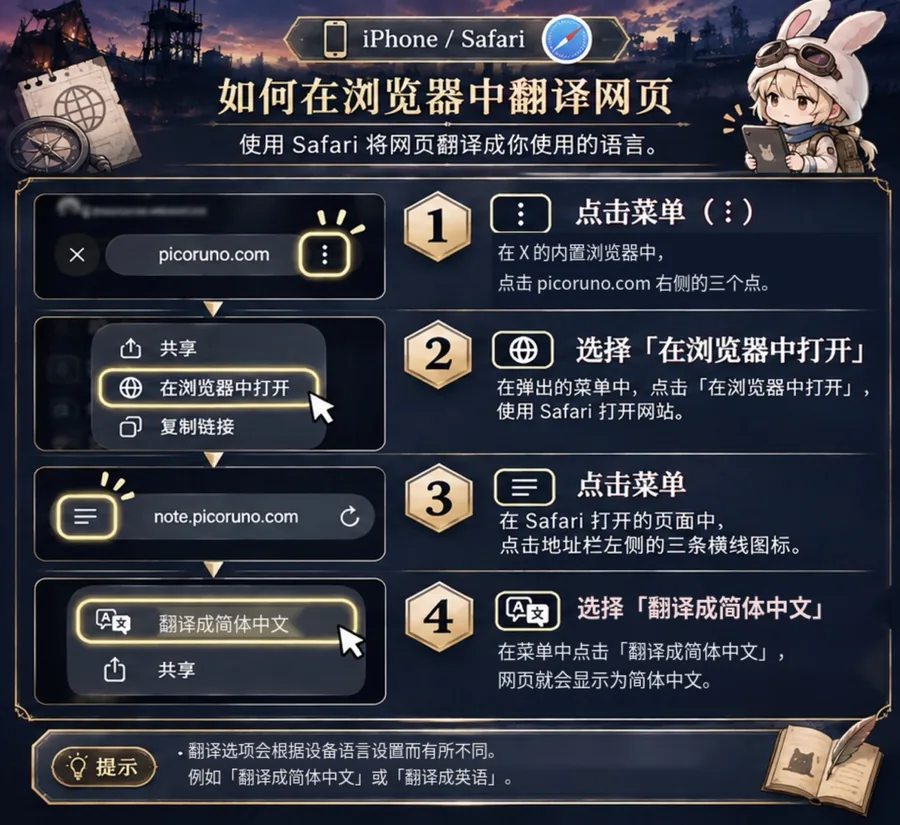 iPhone / Safari
如何在浏览器中翻译网页
使用 Safari 将网页翻译成你使用的语言。
picoruno.com
1
点击菜单（⋮）
在 X 的内置浏览器中，
点击 picoruno.com 右侧的三个点。
共享
在浏览器中打开
复制链接
2
选择「在浏览器中打开」
在弹出的菜单中，点击「在浏览器中打开」，
使用 Safari 打开网站。
note.picoruno.com
3
点击菜单
在 Safari 打开的页面中，
点击地址栏左侧的三条横线图标。
A 文 翻译成简体中文
共享
4
A 文 选择「翻译成简体中文」
在菜单中点击「翻译成简体中文」，
网页就会显示为简体中文。
提示
・翻译选项会根据设备语言设置而有所不同。
例如「翻译成简体中文」或「翻译成英语」。